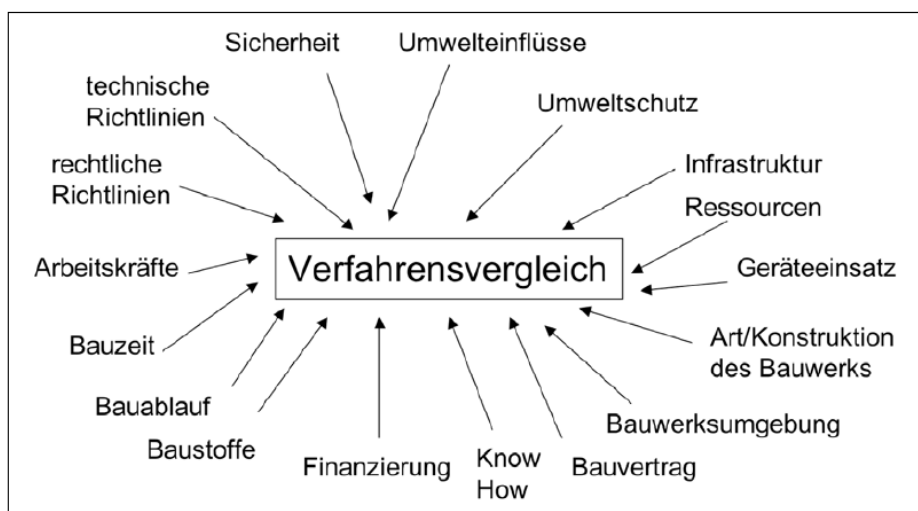 Sicherheit
Umwelteinflüsse
technische
Richtlinien
Umweltschutz
rechtliche
Richtlinien
Infrastruktur
Ressourcen
Arbeitskräfte
Verfahrensvergleich
Geräteeinsatz
Bauzeit
Art/Konstruktion
des Bauwerks
Bauablauf
Bauwerksumgebung
Baustoffe
Finanzierung
Know
How
Bauvertrag